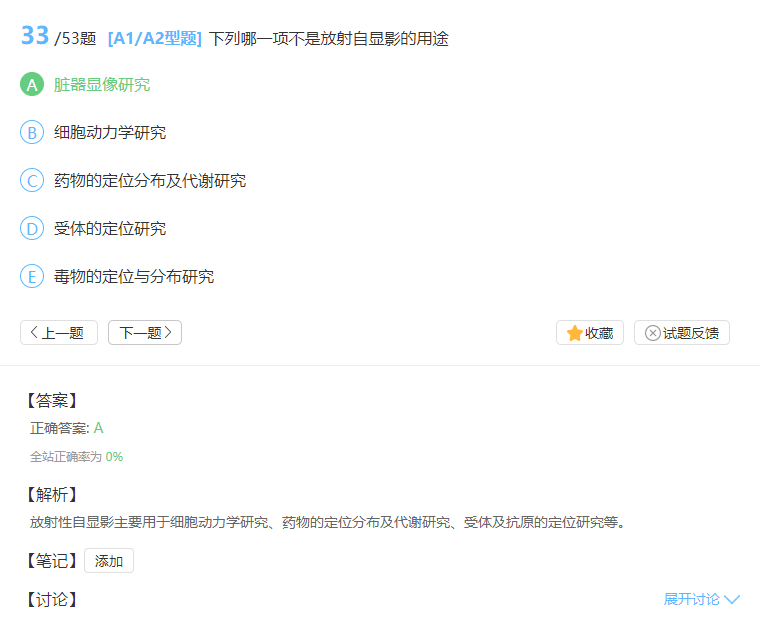 33 /53题 [A1/A2型题] 下列哪一项不是放射自显影的用途
A 脏器显像研究
B 细胞动力学研究
C 药物的定位分布及代谢研究
D 受体的定位研究
E 毒物的定位与分布研究
上一题 下一题 收藏 试题反馈
【答案】
正确答案: A
全站正确率为 0%
【解析】
放射性自显影主要用于细胞动力学研究、药物的定位分布及代谢研究、受体及抗原的定位研究等。
【笔记】 添加
【讨论】 展开讨论